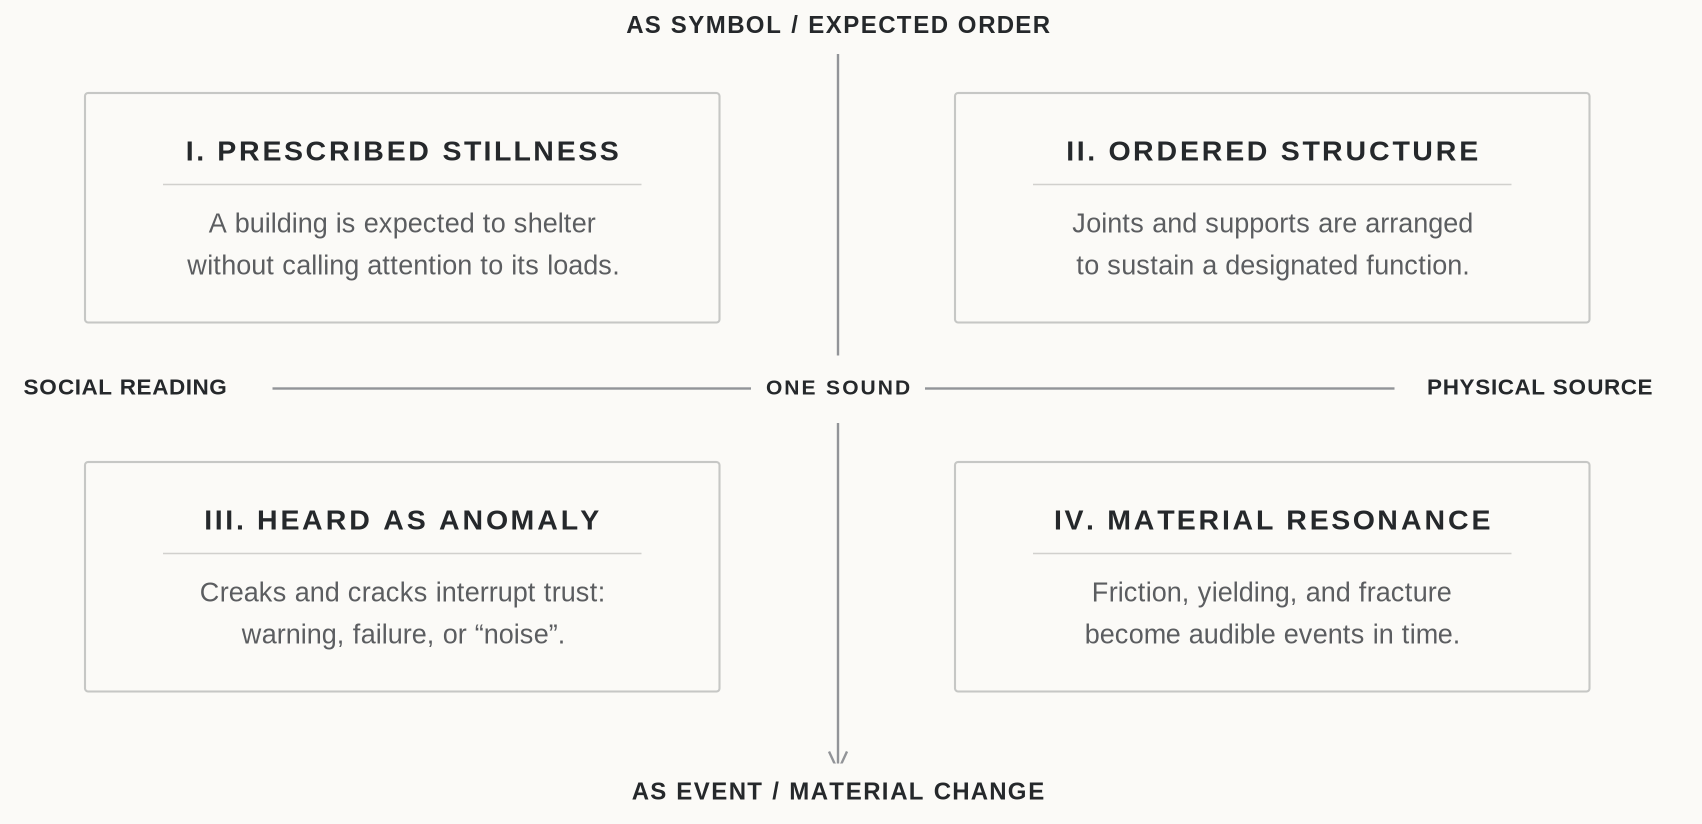 AS SYMBOL / EXPECTED ORDER
I. PRESCRIBED STILLNESS
A building is expected to shelter
without calling attention to its loads.
II. ORDERED STRUCTURE
Joints and supports are arranged
to sustain a designated function.
SOCIAL READING
ONE SOUND
PHYSICAL SOURCE
III. HEARD AS ANOMALY
Creaks and cracks interrupt trust:
warning, failure, or “noise”.
IV. MATERIAL RESONANCE
Friction, yielding, and fracture
become audible events in time.
AS EVENT / MATERIAL CHANGE